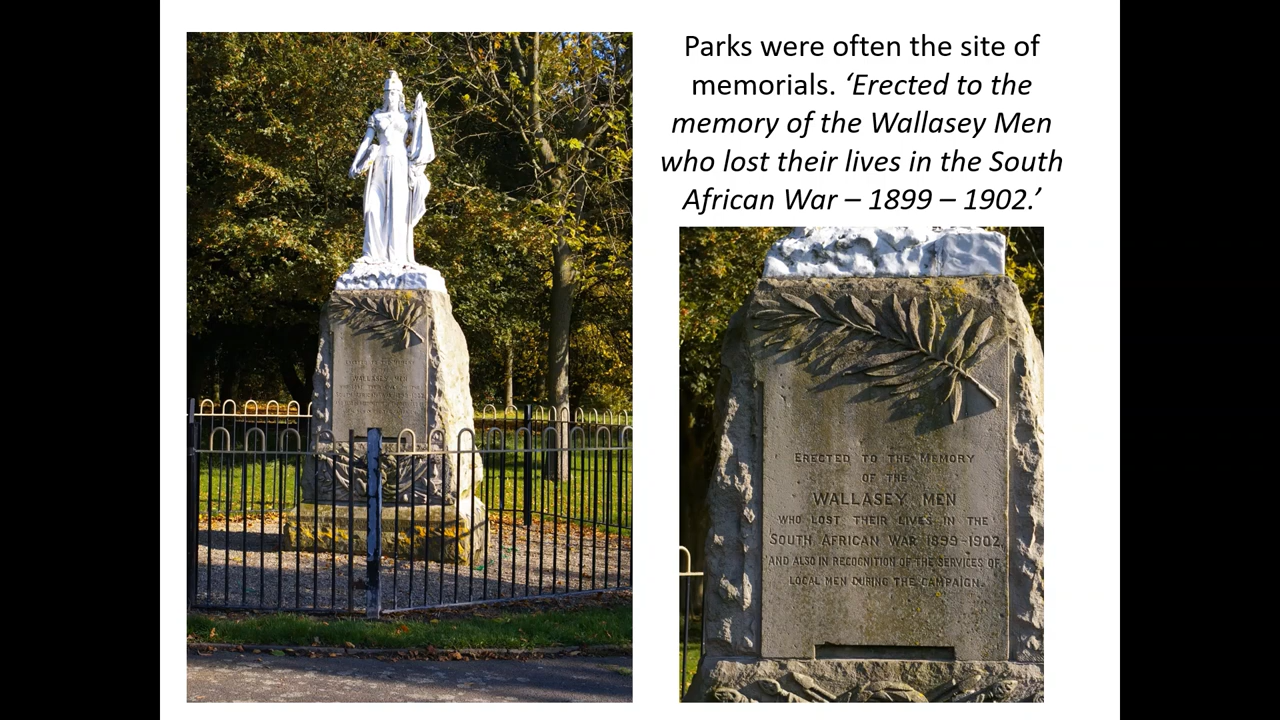 Parks were often the site of
memorials. ‘Erected to the
memory of the Wallasey Men
who lost their lives in the South
African War – 1899 – 1902.’
ERECTED TO THE MEMORY
OF THE
WALLASEY MEN
WHO LOST THEIR LIVES IN THE
SOUTH AFRICAN WAR 1899-1902,
AND ALSO IN RECOGNITION OF THE SERVICES OF
LOCAL MEN DURING THE CAMPAIGN.